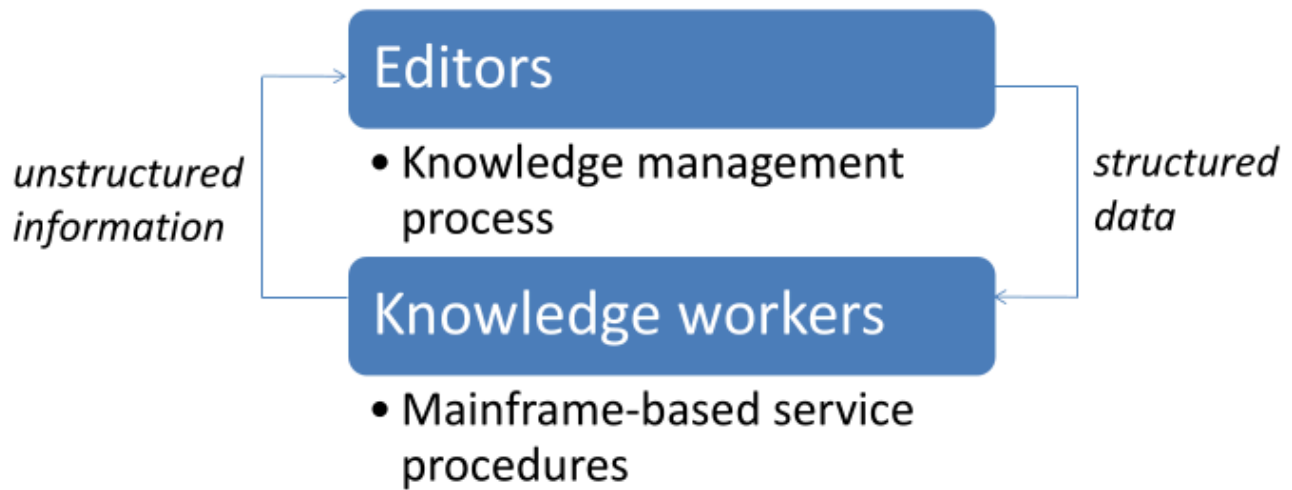 Editors
• Knowledge management
process
unstructured
information
structured
data
Knowledge workers
• Mainframe-based service
procedures